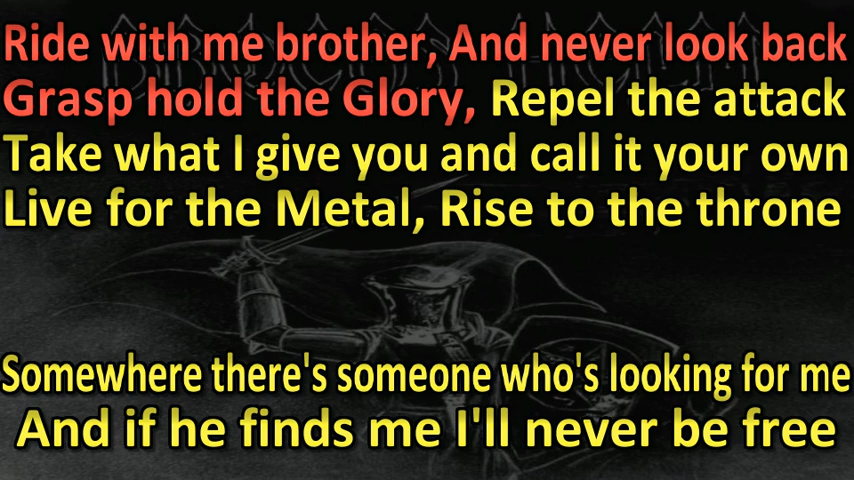 Ride with me brother, And never look back
Grasp hold the Glory, Repel the attack
Take what I give you and call it your own
Live for the Metal, Rise to the throne
Somewhere there's someone who's looking for me
And if he finds me I'll never be free